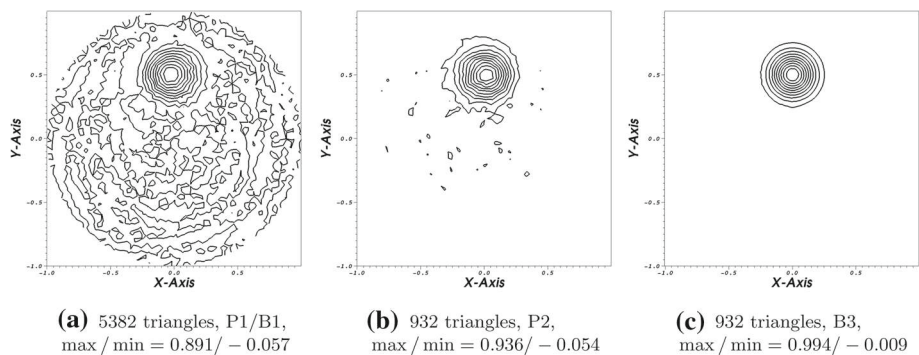 Y-Axis
0.5
0.0
-0.5
-1.0
-1.0
-0.5
0.0
0.5
X-Axis
Y-Axis
0.5
0.0
-0.5
-1.0
-1.0
-0.5
0.0
0.5
X-Axis
Y-Axis
0.5
0.0
-0.5
-1.0
-1.0
-0.5
0.0
0.5
X-Axis
(a) 5382 triangles, P1/B1,
max / min = 0.891/ − 0.057
(b) 932 triangles, P2,
max / min = 0.936/ − 0.054
(c) 932 triangles, B3,
max / min = 0.994/ − 0.009